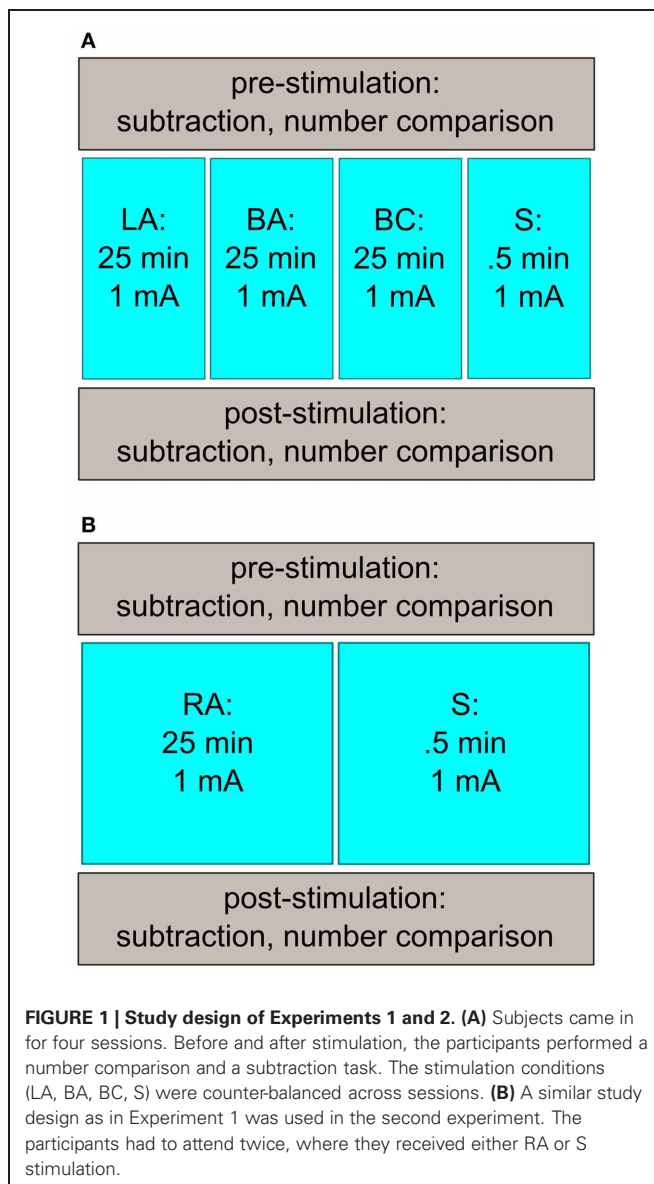 A
pre-stimulation:
subtraction, number comparison
LA:
25 min
1 mA
BA:
25 min
1 mA
BC:
25 min
1 mA
S:
.5 min
1 mA
post-stimulation:
subtraction, number comparison
B
pre-stimulation:
subtraction, number comparison
RA:
25 min
1 mA
S:
.5 min
1 mA
post-stimulation:
subtraction, number comparison
FIGURE 1 | Study design of Experiments 1 and 2. (A) Subjects came in
for four sessions. Before and after stimulation, the participants performed a
number comparison and a subtraction task. The stimulation conditions
(LA, BA, BC, S) were counter-balanced across sessions. (B) A similar study
design as in Experiment 1 was used in the second experiment. The
participants had to attend twice, where they received either RA or S
stimulation.